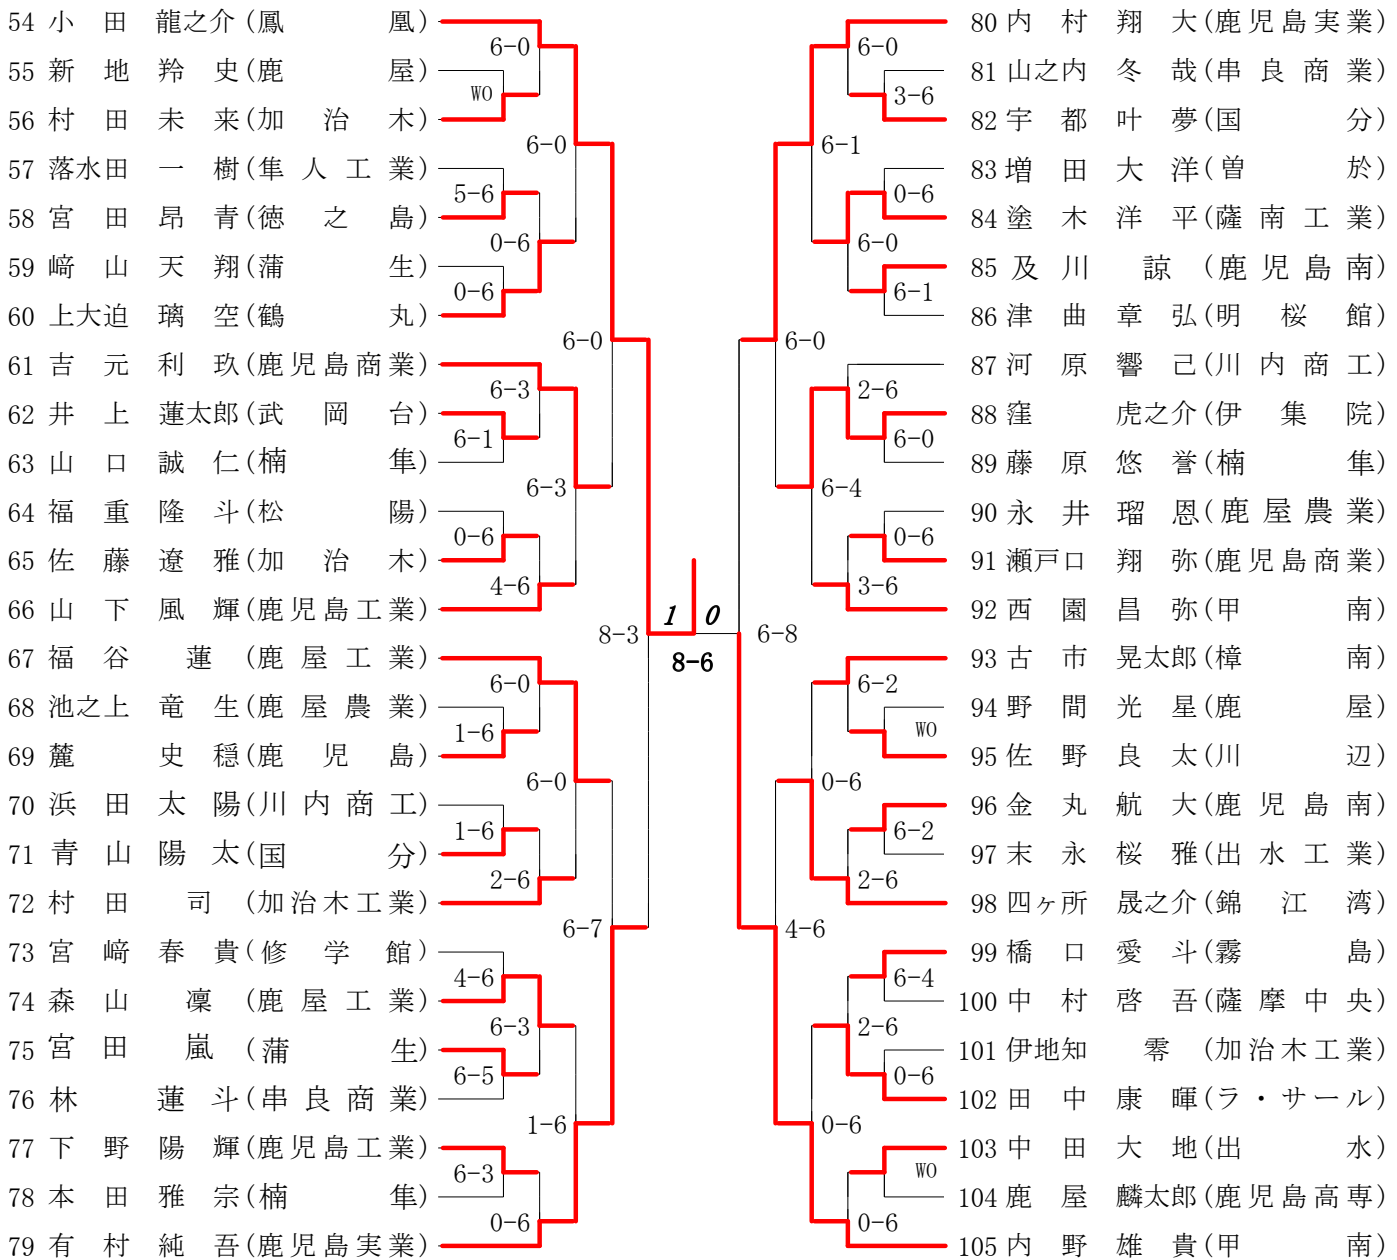 54 小田 龍之介 (鳳凰)
6-0
55 新地 羚史 (鹿屋)
WO
56 村田 未来 (加治木)
6-0
57 落水田 一樹 (隼人工業)
5-6
58 宮田 昂青 (徳之島)
0-6
59 﨑山 天翔 (蒲生)
0-6
60 上大迫 璃空 (鶴丸)
6-0
61 吉元 利玖 (鹿児島商業)
6-3
62 井上 蓮太郎 (武岡台)
6-1
63 山口 誠仁 (楠隼)
6-3
64 福重 隆斗 (松陽)
0-6
65 佐藤 遼雅 (加治木)
4-6
66 山下 風輝 (鹿児島工業)
8-3
67 福谷 蓮 (鹿屋工業)
6-0
68 池之上 竜生 (鹿屋農業)
1-6
69 麓 史穏 (鹿児島)
6-0
70 浜田 太陽 (川内商工)
1-6
71 青山 陽太 (国分)
2-6
72 村田 司 (加治木工業)
6-7
73 宮﨑 春貴 (修学館)
4-6
74 森山 凜 (鹿屋工業)
6-3
75 宮田 嵐 (蒲生)
6-5
76 林 蓮斗 (串良商業)
1-6
77 下野 陽輝 (鹿児島工業)
6-3
78 本田 雅宗 (楠隼)
0-6
79 有村 純吾 (鹿児島実業)
1 0
8-6
80 内村 翔大 (鹿児島実業)
6-0
81 山之内 冬哉 (串良商業)
3-6
82 宇都 叶夢 (国分)
6-1
83 増田 大洋 (曽於)
0-6
84 塗木 洋平 (薩南工業)
6-0
85 及川 諒 (鹿児島南)
6-1
86 津曲 章弘 (明桜館)
6-0
87 河原 響己 (川内商工)
2-6
88 窪 虎之介 (伊集院)
6-0
89 藤原 悠誉 (楠隼)
6-4
90 永井 瑠恩 (鹿屋農業)
0-6
91 瀬戸口 翔弥 (鹿児島商業)
3-6
92 西園 昌弥 (甲南)
6-8
93 古市 晃太郎 (樟南)
6-2
94 野間 光星 (鹿屋)
WO
95 佐野 良太 (川辺)
0-6
96 金丸 航大 (鹿児島南)
6-2
97 末永 桜雅 (出水工業)
2-6
98 四ヶ所 晟之介 (錦江湾)
4-6
99 橋口 愛斗 (霧島)
6-4
100 中村 啓吾 (薩摩中央)
2-6
101 伊地知 零 (加治木工業)
0-6
102 田中 康暉 (ラ・サール)
0-6
103 中田 大地 (出水)
WO
104 鹿屋 麟太郎 (鹿児島高専)
0-6
105 内野 雄貴 (甲南)